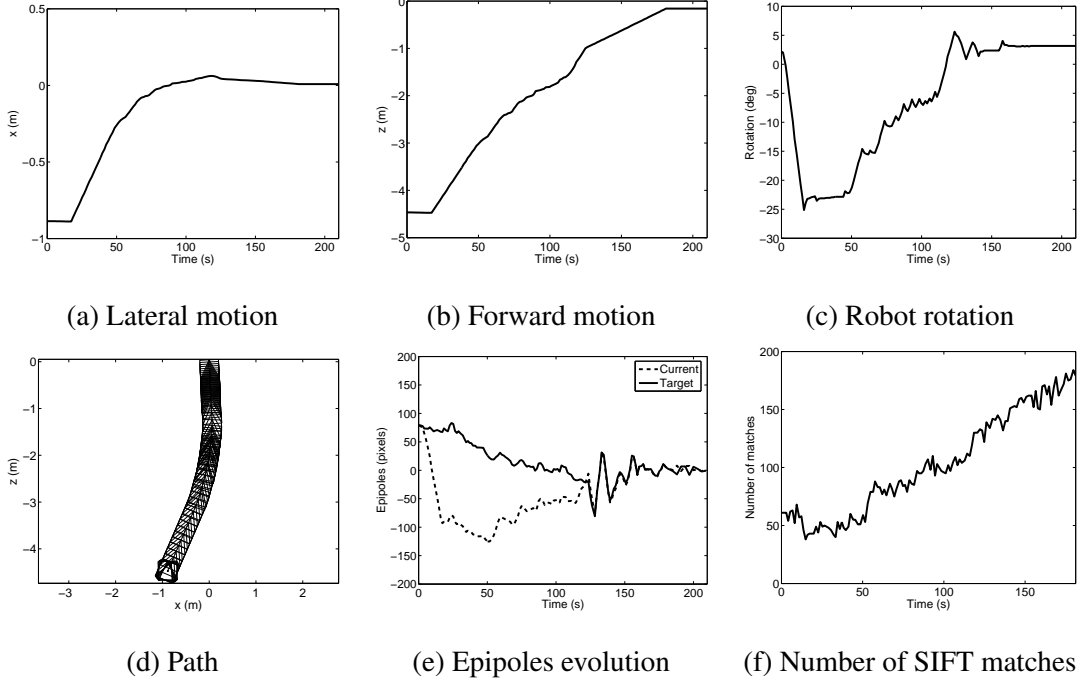 0.5
0
−0.5
−1
x (m)
0 50 100 150 200
Time (s)
(a) Lateral motion
0
−1
−2
−3
−4
−5
z (m)
0 50 100 150 200
Time (s)
(b) Forward motion
10
5
0
−5
−10
−15
−20
−25
−30
Rotation (deg)
0 50 100 150 200
Time (s)
(c) Robot rotation
0
−1
−2
−3
−4
z (m)
−3 −2 −1 0 1 2
x (m)
(d) Path
200
150
100
50
0
−50
−100
−150
−200
Epipoles (pixels)
Current
Target
0 50 100 150 200
Time (s)
(e) Epipoles evolution
200
150
100
50
0
Number of matches
0 50 100 150
Time (s)
(f) Number of SIFT matches